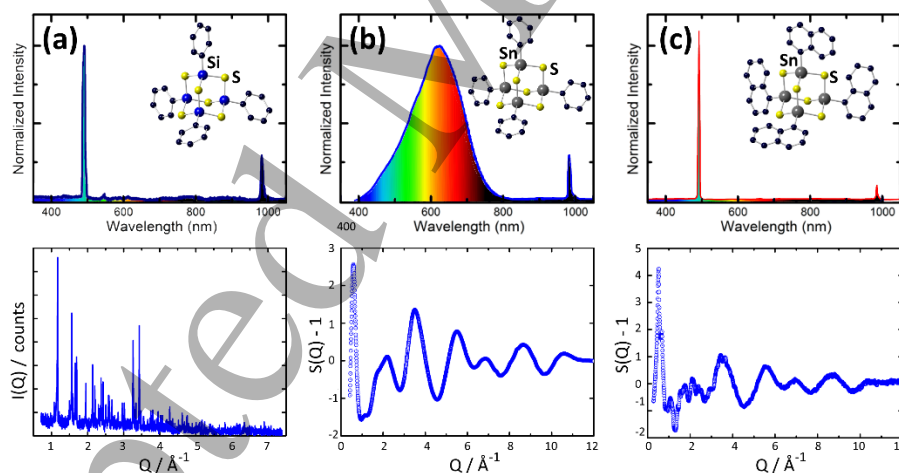 (a)
Si
S
Normalized Intensity
400
600
800
1000
Wavelength (nm)
(b)
Sn
S
Normalized Intensity
400
600
800
1000
Wavelength (nm)
(c)
Sn
S
Normalized Intensity
400
600
800
1000
Wavelength (nm)
I(Q) / counts
1
2
3
4
5
6
7
Q / Å⁻¹
S(Q) - 1
3
2
1
0
-1
-2
0
2
4
6
8
10
12
Q / Å⁻¹
S(Q) - 1
5
4
3
2
1
0
-1
-2
0
2
4
6
8
10
12
Q / Å⁻¹